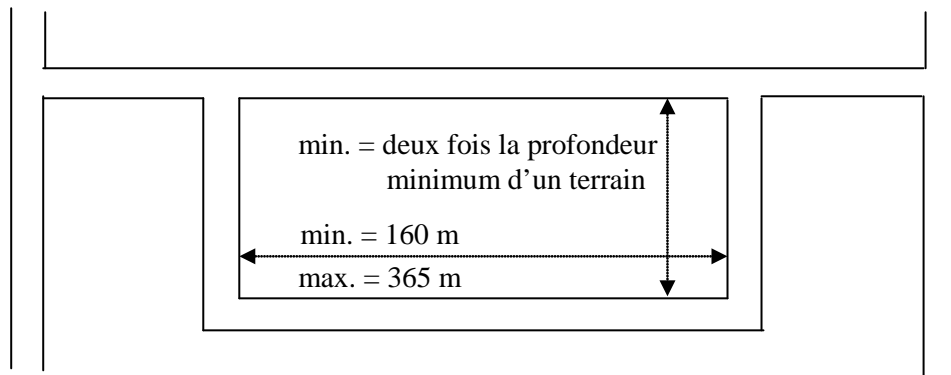 min. = deux fois la profondeur
minimum d’un terrain
min. = 160 m
max. = 365 m